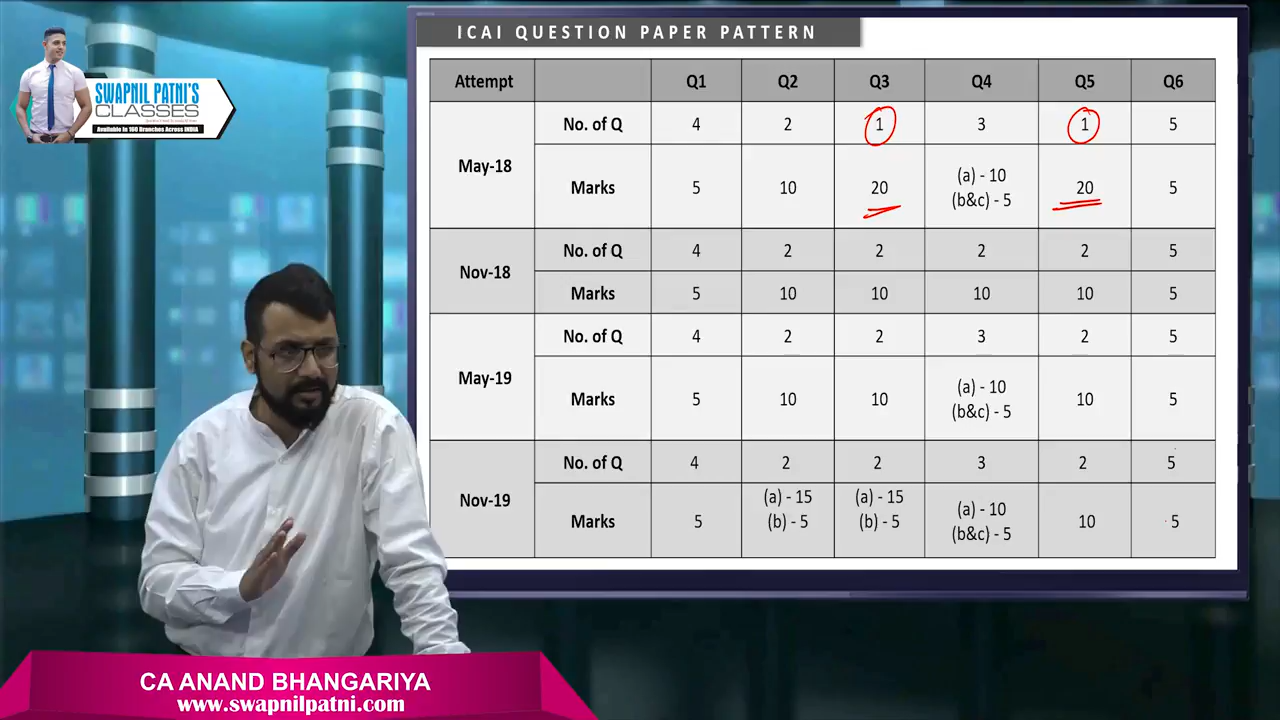 SWAPNIL PATNI'S
CLASSES
Available In 160 Branches Across INDIA
ICAI QUESTION PAPER PATTERN
Attempt Q1 Q2 Q3 Q4 Q5 Q6
May-18
No. of Q 4 2 1 3 1 5
Marks 5 10 20 (a) - 10 20 5
(b&c) - 5
Nov-18
No. of Q 4 2 2 2 2 5
Marks 5 10 10 10 10 5
May-19
No. of Q 4 2 2 3 2 5
Marks 5 10 10 (a) - 10 10 5
(b&c) - 5
Nov-19
No. of Q 4 2 2 3 2 5
Marks 5 (a) - 15 (a) - 15 (a) - 10 10 5
(b) - 5 (b) - 5 (b&c) - 5
CA ANAND BHANGARIYA
www.swapnilpatni.com